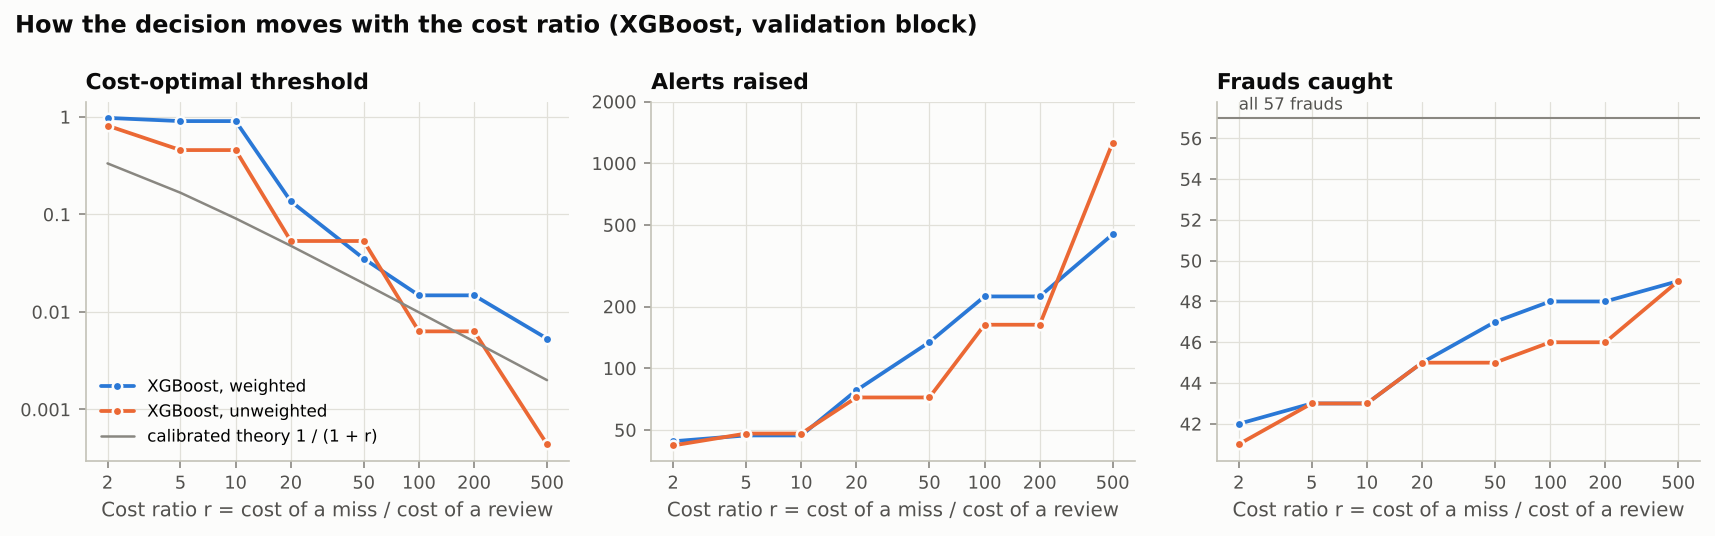 How the decision moves with the cost ratio (XGBoost, validation block)
Cost-optimal threshold
1
0.1
0.01
0.001
XGBoost, weighted
XGBoost, unweighted
calibrated theory 1 / (1 + r)
2 5 10 20 50 100 200 500
Cost ratio r = cost of a miss / cost of a review
Alerts raised
2000
1000
500
200
100
50
2 5 10 20 50 100 200 500
Cost ratio r = cost of a miss / cost of a review
Frauds caught
all 57 frauds
56
54
52
50
48
46
44
42
2 5 10 20 50 100 200 500
Cost ratio r = cost of a miss / cost of a review